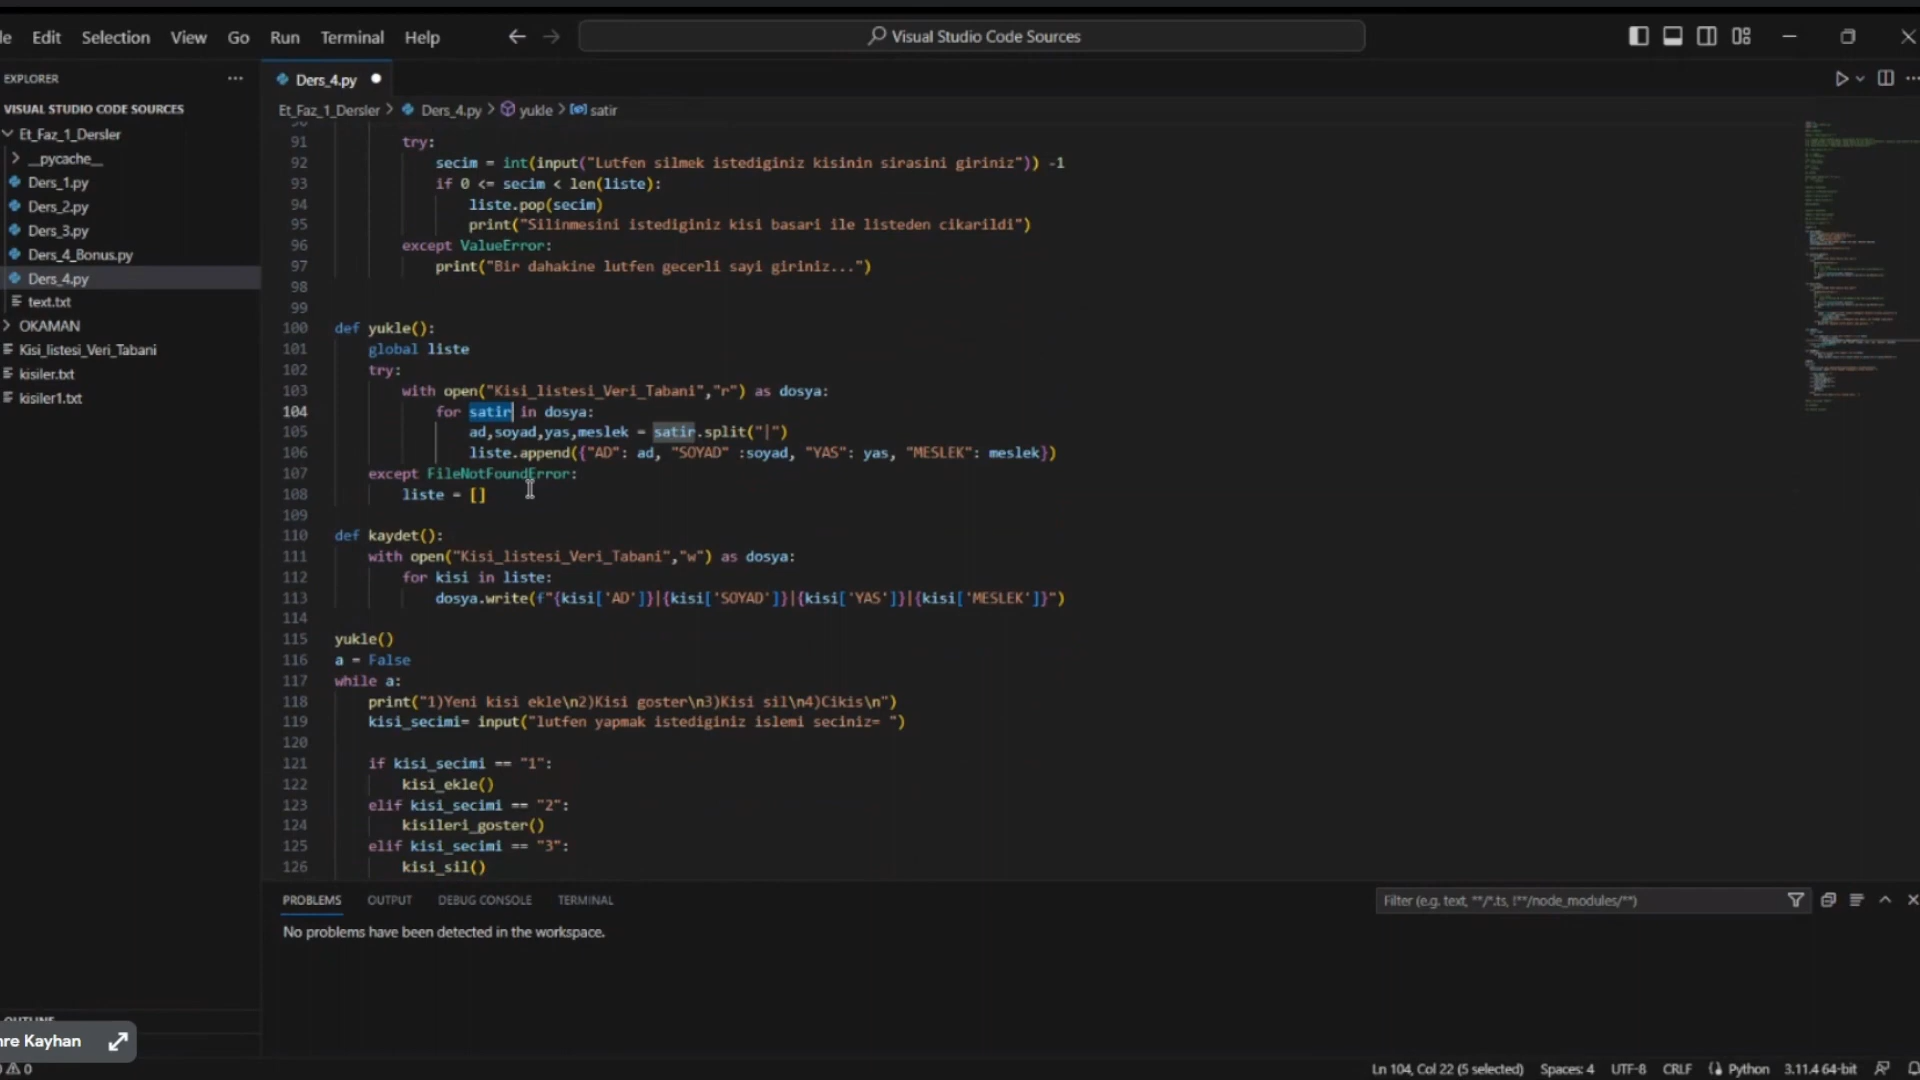 Edit Selection View Go Run Terminal Help
Visual Studio Code Sources
EXPLORER
VISUAL STUDIO CODE SOURCES
Et_Faz_1_Dersler
__pycache__
Ders_1.py
Ders_2.py
Ders_3.py
Ders_4_Bonus.py
Ders_4.py
text.txt
OKAMAN
Kisi_listesi_Veri_Tabani
kisiler.txt
kisiler1.txt
Ders_4.py
Et_Faz_1_Dersler > Ders_4.py > yukle > satir
91 try:
92 secim = int(input("Lutfen silmek istediginiz kisinin sirasini giriniz")) -1
93 if 0 <= secim < len(liste):
94 liste.pop(secim)
95 print("Silinmesini istediginiz kisi basari ile listeden cikarildi")
96 except ValueError:
97 print("Bir dahakine lutfen gecerli sayi giriniz...")
98
99
100 def yukle():
101 global liste
102 try:
103 with open("Kisi_listesi_Veri_Tabani","r") as dosya:
104 for satir in dosya:
105 ad,soyad,yas,meslek = satir.split("|")
106 liste.append({"AD": ad, "SOYAD" :soyad, "YAS": yas, "MESLEK": meslek})
107 except FileNotFoundError:
108 liste = []
109
110 def kaydet():
111 with open("Kisi_listesi_Veri_Tabani","w") as dosya:
112 for kisi in liste:
113 dosya.write(f"{kisi['AD']}|{kisi['SOYAD']}|{kisi['YAS']}|{kisi['MESLEK']}")
114
115 yukle()
116 a = False
117 while a:
118 print("1)Yeni kisi ekle\n2)Kisi goster\n3)Kisi sil\n4)Cikis\n")
119 kisi_secimi= input("lutfen yapmak istediginiz islemi seciniz= ")
120
121 if kisi_secimi == "1":
122 kisi_ekle()
123 elif kisi_secimi == "2":
124 kisileri_goster()
125 elif kisi_secimi == "3":
126 kisi_sil()
PROBLEMS OUTPUT DEBUG CONSOLE TERMINAL
Filter (e.g. text, **/*.ts, !**/node_modules/**)
No problems have been detected in the workspace.
OUTLINE
Kayhan
0
Ln 104, Col 22 (5 selected) Spaces: 4 UTF-8 CRLF Python 3.11.4 64-bit